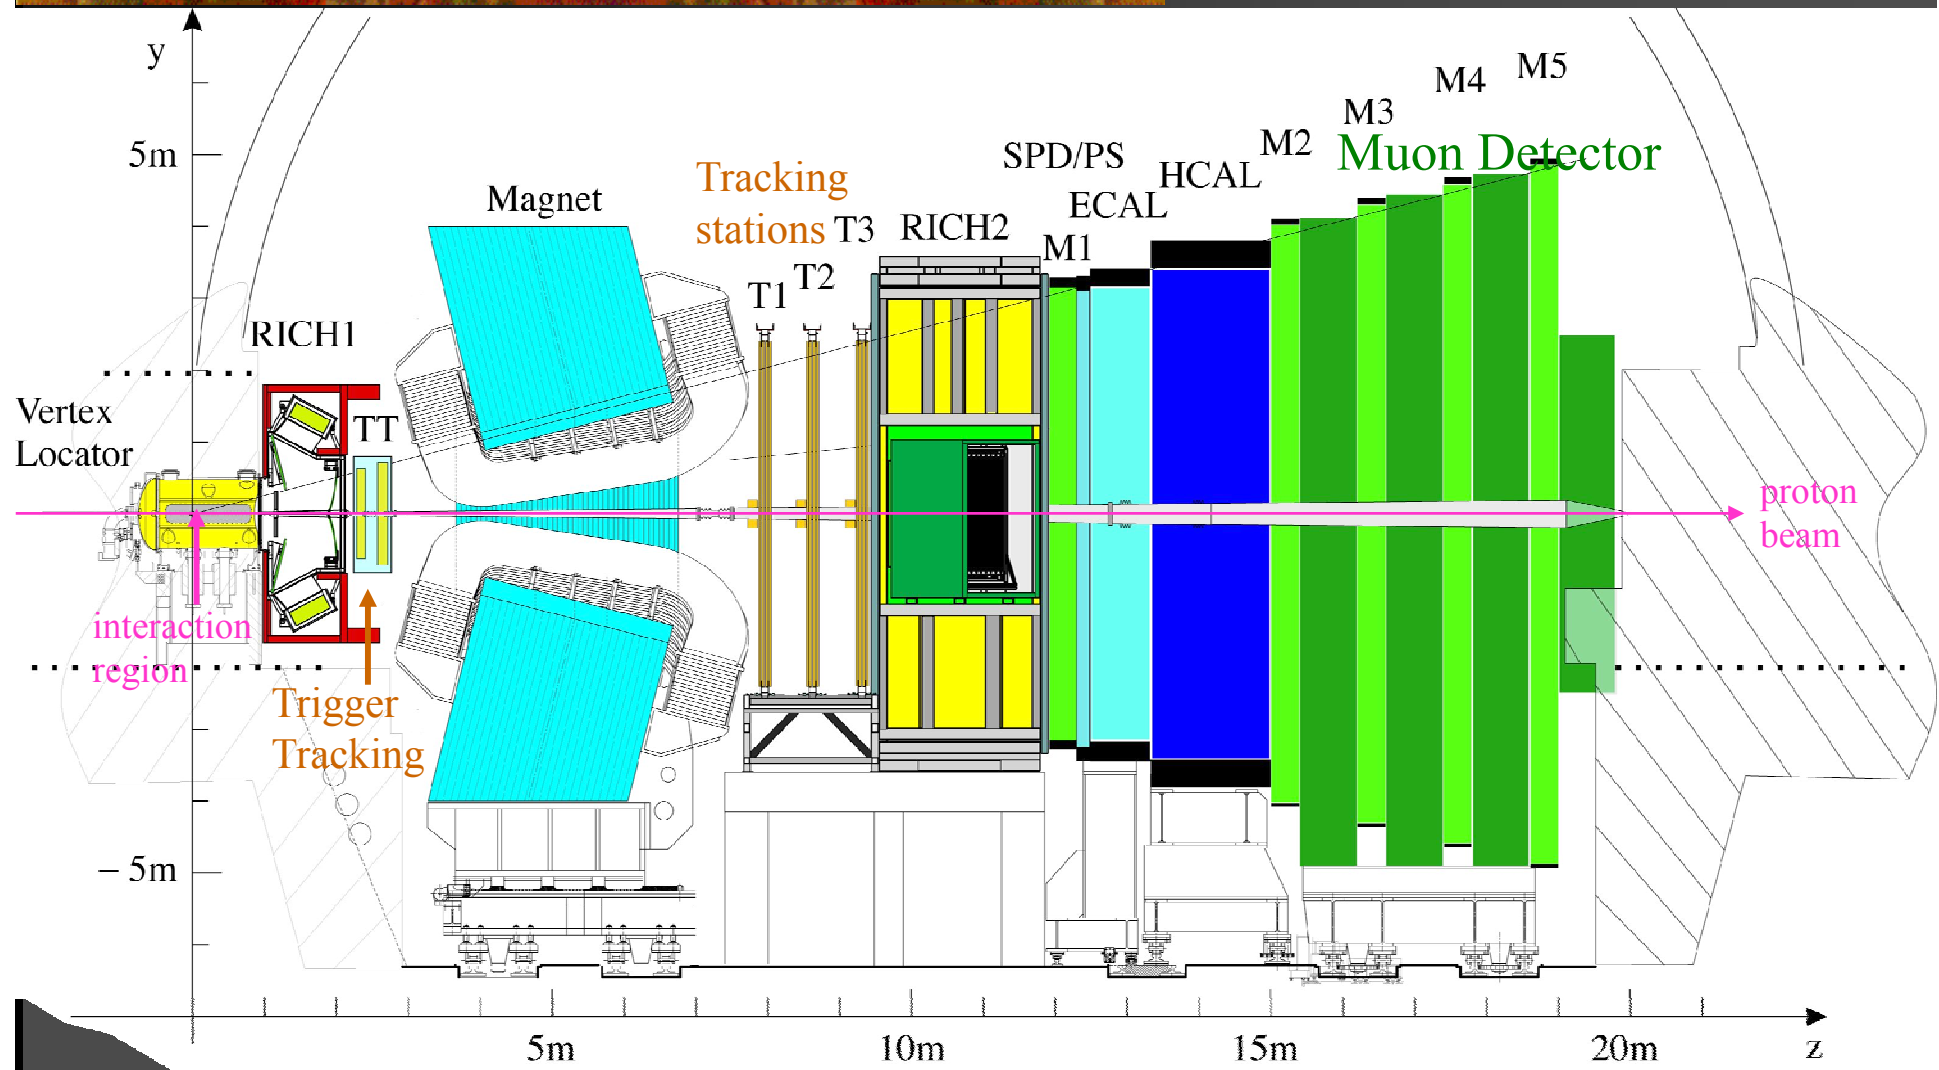 y
M5
M4
M3
M2
Muon Detector
5m
SPD/PS
Tracking
HCAL
Magnet
ECAL
stations
T3
RICH2
M1
T2
T1
RICH1
Vertex
Locator
TT
proton
beam
interaction
region
Trigger
Tracking
– 5m
5m
10m
15m
20m
z